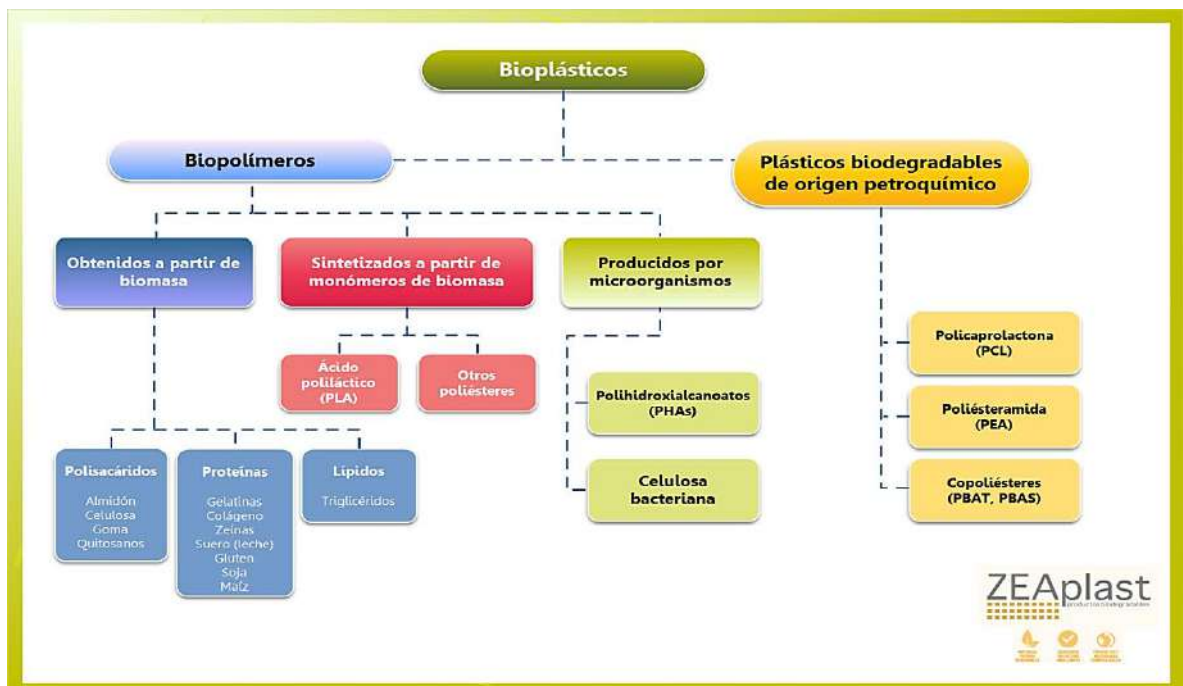 Bioplásticos
Biopolímeros
Plásticos biodegradables
de origen petroquímico
Obtenidos a partir de
biomasa
Sintetizados a partir de
monómeros de biomasa
Producidos por
microorganismos
Ácido
poliláctico
(PLA)
Otros
poliésteres
Polihidroxialcanoatos
(PHAs)
Celulosa
bacteriana
Policaprolactona
(PCL)
Poliésteramida
(PEA)
Copoliésteres
(PBAT, PBAS)
Polisacáridos
Almidón
Celulosa
Goma
Quitosanos
Proteínas
Gelatinas
Colágeno
Zeínas
Suero (leche)
Gluten
Soja
Maíz
Lípidos
Triglicéridos
ZEAplast
productos biodegradables